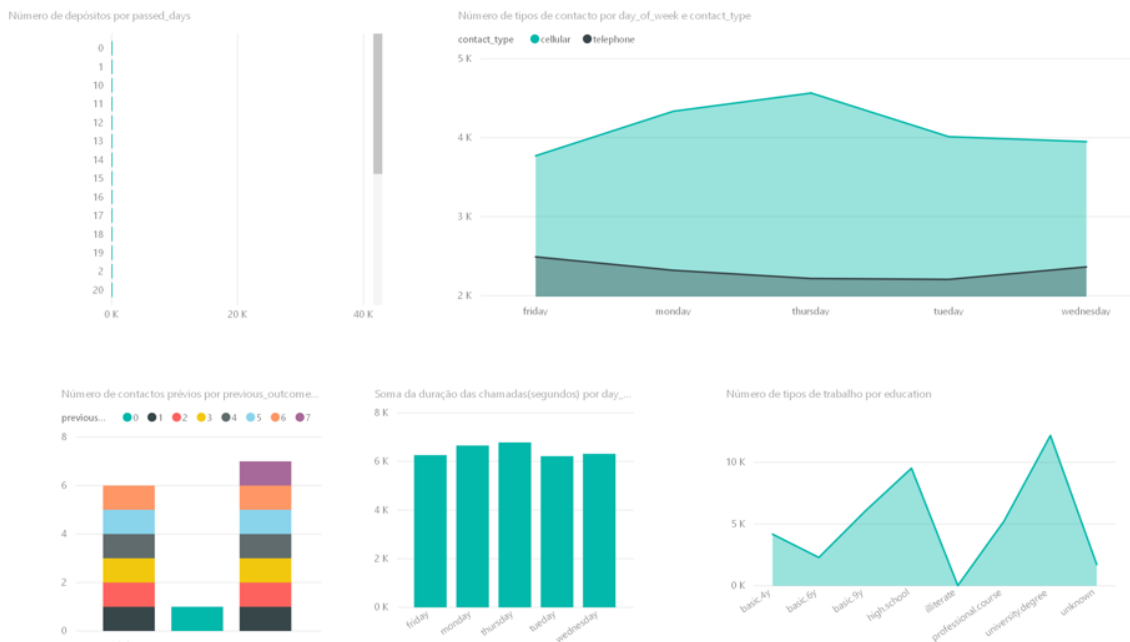 Número de depósitos por passed_days
0
1
10
11
12
13
14
15
16
17
18
19
2
20
0 K 20 K 40 K
Número de tipos de contacto por day_of_week e contact_type
contact_type cellular telephone
5 K
4 K
3 K
2 K
friday monday thursday tueday wednesday
Número de contactos prévios por previous_outcome...
previous... 0 1 2 3 4 5 6 7
8
6
4
2
0
Soma da duração das chamadas(segundos) por day_...
8 K
6 K
4 K
2 K
0 K
friday monday thursday tueday wednesday
Número de tipos de trabalho por education
10 K
5 K
0 K
basic.4y basic.6y basic.9y high.school illiterate professional.course university.degree unknown